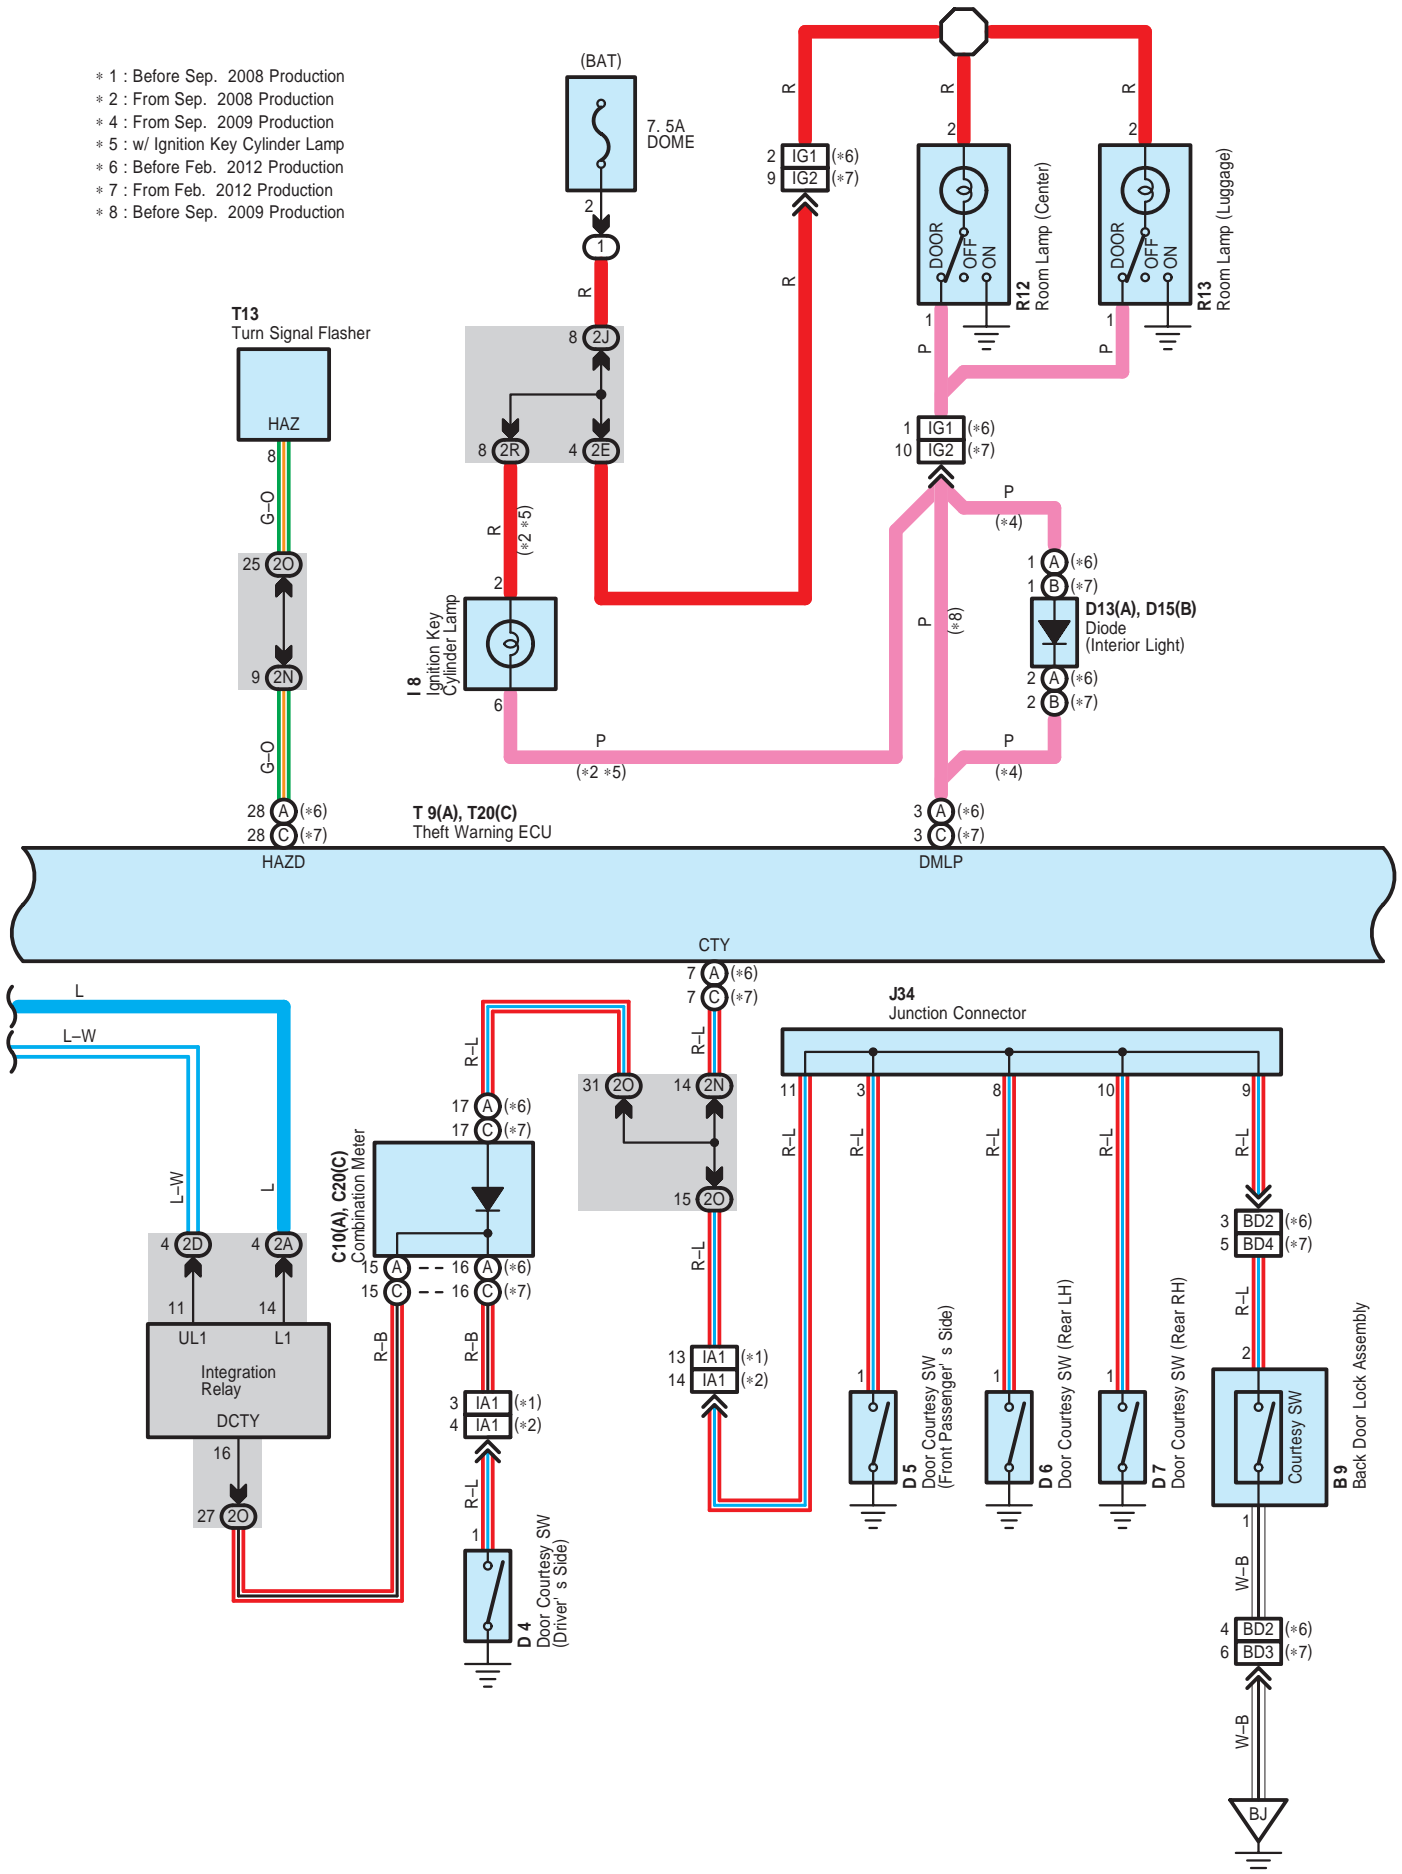 ∗ 1 : Before Sep. 2008 Production
∗ 2 : From Sep. 2008 Production
∗ 4 : From Sep. 2009 Production
∗ 5 : w/ Ignition Key Cylinder Lamp
∗ 6 : Before Feb. 2012 Production
∗ 7 : From Feb. 2012 Production
∗ 8 : Before Sep. 2009 Production
(BAT)
7. 5A
DOME
2
1
R
8 2J
8 2R
4 2E
R
(∗2 ∗5)
2
I 8
Ignition Key
Cylinder Lamp
6
P
(∗2 ∗5)
R
2 IG1 (∗6)
9 IG2 (∗7)
R
R
2
DOOR
OFF
ON
R12
Room Lamp (Center)
1
P
R
2
DOOR
OFF
ON
R13
Room Lamp (Luggage)
1
P
1 IG1 (∗6)
10 IG2 (∗7)
P
(∗4)
1 A (∗6)
1 B (∗7)
D13(A), D15(B)
Diode
(Interior Light)
2 A (∗6)
2 B (∗7)
P
(∗8)
P
(∗4)
3 A (∗6)
3 C (∗7)
DMLP
T13
Turn Signal Flasher
HAZ
8
G–O
25 2O
9 2N
G–O
28 A (∗6)
28 C (∗7)
HAZD
T 9(A), T20(C)
Theft Warning ECU
CTY
7 A (∗6)
7 C (∗7)
R–L
31 2O
14 2N
15 2O
R–L
13 IA1 (∗1)
14 IA1 (∗2)
L
L–W
L–W
L
4 2D
4 2A
11
14
UL1
L1
Integration
Relay
DCTY
16
27 2O
R–L
17 A (∗6)
17 C (∗7)
C10(A), C20(C)
Combination Meter
15 A – – 16 A (∗6)
15 C – – 16 C (∗7)
R–B
R–B
3 IA1 (∗1)
4 IA1 (∗2)
R–L
1
D 4
Door Courtesy SW
(Driver' s Side)
J34
Junction Connector
11
3
8
10
9
R–L
R–L
R–L
R–L
R–L
1
D 5
Door Courtesy SW
(Front Passenger' s Side)
1
D 6
Door Courtesy SW (Rear LH)
1
D 7
Door Courtesy SW (Rear RH)
3 BD2 (∗6)
5 BD4 (∗7)
R–L
2
Courtesy SW
B 9
Back Door Lock Assembly
1
W–B
4 BD2 (∗6)
6 BD3 (∗7)
W–B
BJ